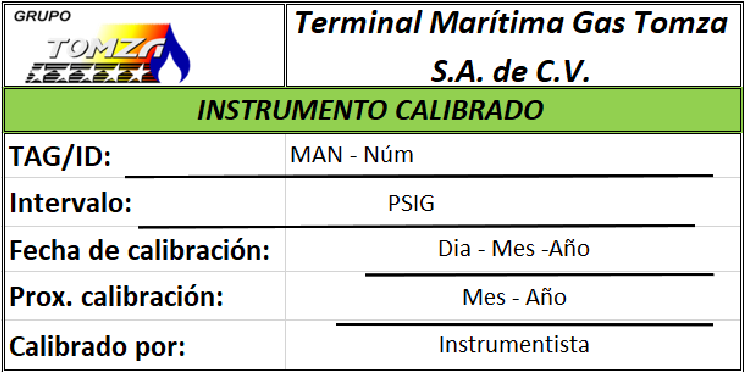 GRUPO
TOMZA
Terminal Marítima Gas Tomza
S.A. de C.V.
INSTRUMENTO CALIBRADO
TAG/ID: MAN - Núm
Intervalo: PSIG
Fecha de calibración: Dia - Mes -Año
Prox. calibración: Mes - Año
Calibrado por: Instrumentista